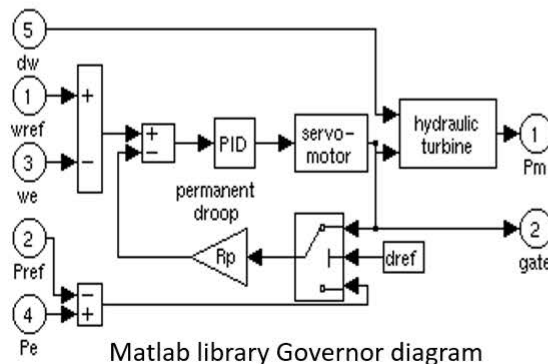 5
dw
1
wref
3
we
2
Pref
4
Pe
+
−
+
−
PID
servo-
motor
hydraulic
turbine
1
Pm
2
gate
permanent
droop
Rp
dref
−
+
Matlab library Governor diagram